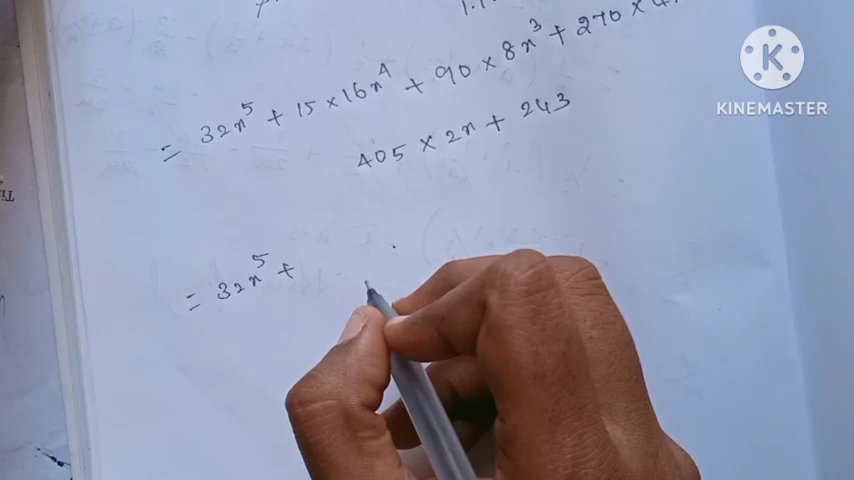 = 32x⁵ + 15 × 16x⁴ + 90 × 8x³ + 270 ×
405 × 2x + 243
= 32x⁵ +
KINEMASTER